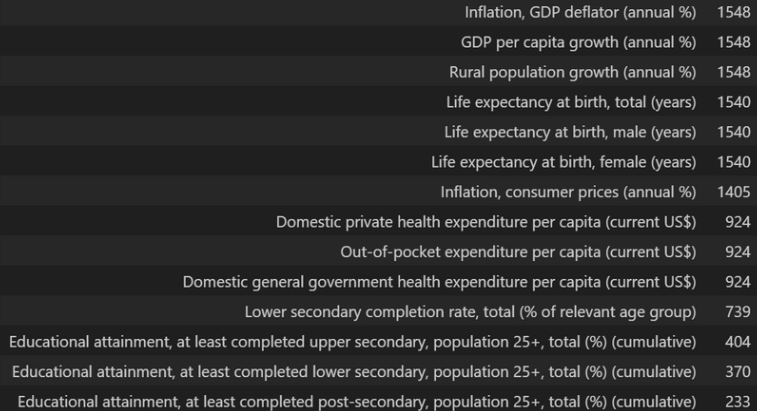 Inflation, GDP deflator (annual %) 1548
GDP per capita growth (annual %) 1548
Rural population growth (annual %) 1548
Life expectancy at birth, total (years) 1540
Life expectancy at birth, male (years) 1540
Life expectancy at birth, female (years) 1540
Inflation, consumer prices (annual %) 1405
Domestic private health expenditure per capita (current US$) 924
Out-of-pocket expenditure per capita (current US$) 924
Domestic general government health expenditure per capita (current US$) 924
Lower secondary completion rate, total (% of relevant age group) 739
Educational attainment, at least completed upper secondary, population 25+, total (%) (cumulative) 404
Educational attainment, at least completed lower secondary, population 25+, total (%) (cumulative) 370
Educational attainment, at least completed post-secondary, population 25+, total (%) (cumulative) 233